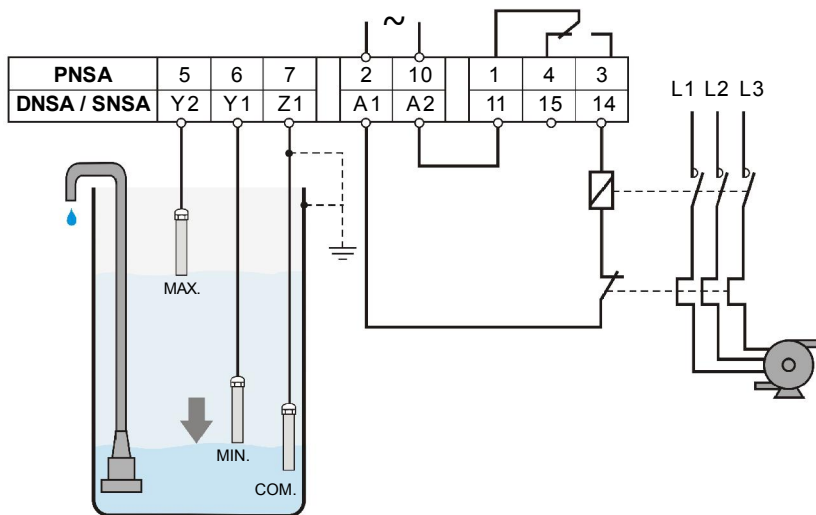 ~
PNSA 5 6 7 2 10 1 4 3
DNSA / SNSA Y2 Y1 Z1 A1 A2 11 15 14
L1 L2 L3
MAX.
MIN.
COM.